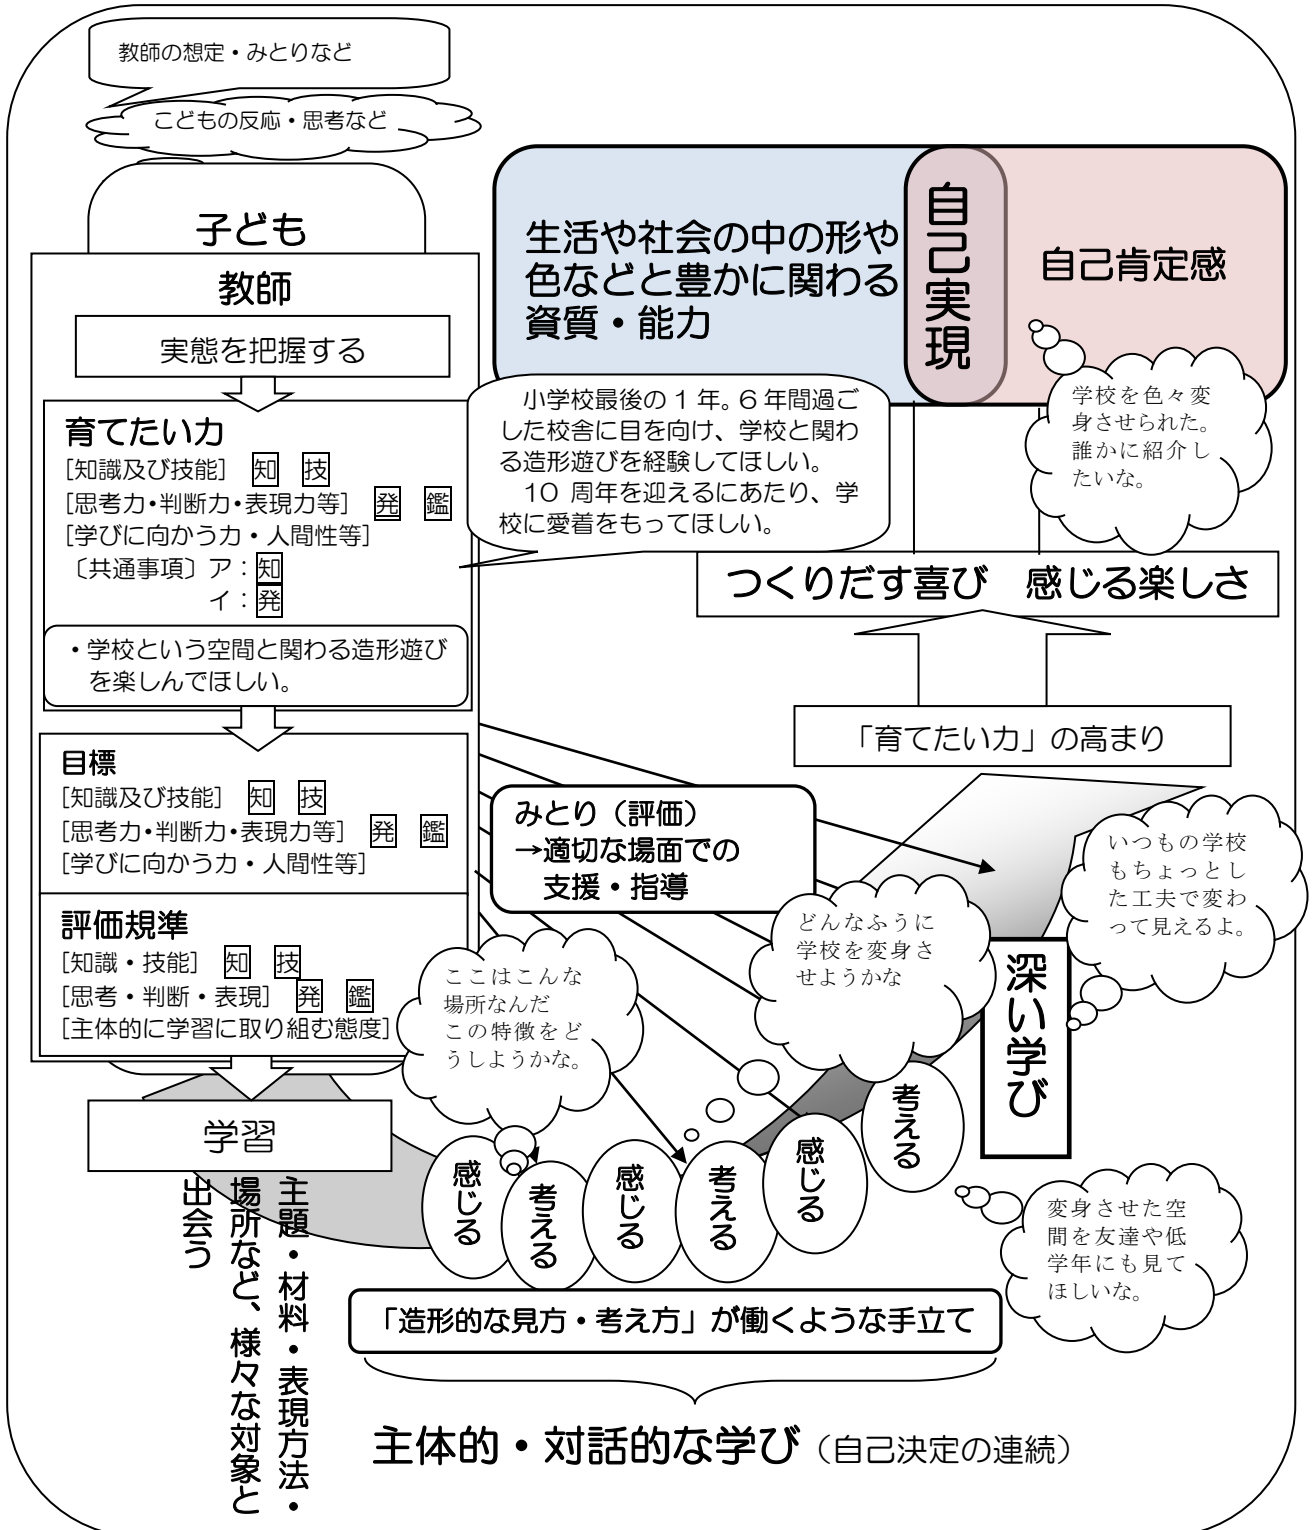 教師の想定・みとりなど
こどもの反応・思考など
子ども
教師
実態を把握する
育てたい力
[知識及び技能] 知 技
[思考力・判断力・表現力等] 発 鑑
[学びに向かう力・人間性等]
〔共通事項〕ア：知
イ：発
・学校という空間と関わる造形遊び
を楽しんでほしい。
目標
[知識及び技能] 知 技
[思考力・判断力・表現力等] 発 鑑
[学びに向かう力・人間性等]
評価規準
[知識・技能] 知 技
[思考・判断・表現] 発 鑑
[主体的に学習に取り組む態度]
学習
主題・材料・表現方法・
場所など、様々な対象と
出会う
生活や社会の中の形や
色などと豊かに関わる
資質・能力
自己実現
自己肯定感
小学校最後の１年。６年間過ご
した校舎に目を向け、学校と関わ
る造形遊びを経験してほしい。
10 周年を迎えるにあたり、学
校に愛着をもってほしい。
学校を色々変
身させられた。
誰かに紹介し
たいな。
つくりだす喜び　感じる楽しさ
「育てたい力」の高まり
みとり（評価）
→適切な場面での
支援・指導
いつもの学校
もちょっとし
た工夫で変わ
って見えるよ。
どんなふうに
学校を変身さ
せようかな
ここはこんな
場所なんだ
この特徴をど
うしようかな。
深い学び
感じる
考える
感じる
考える
感じる
考える
変身させた空
間を友達や低
学年にも見て
ほしいな。
「造形的な見方・考え方」が働くような手立て
主体的・対話的な学び（自己決定の連続）